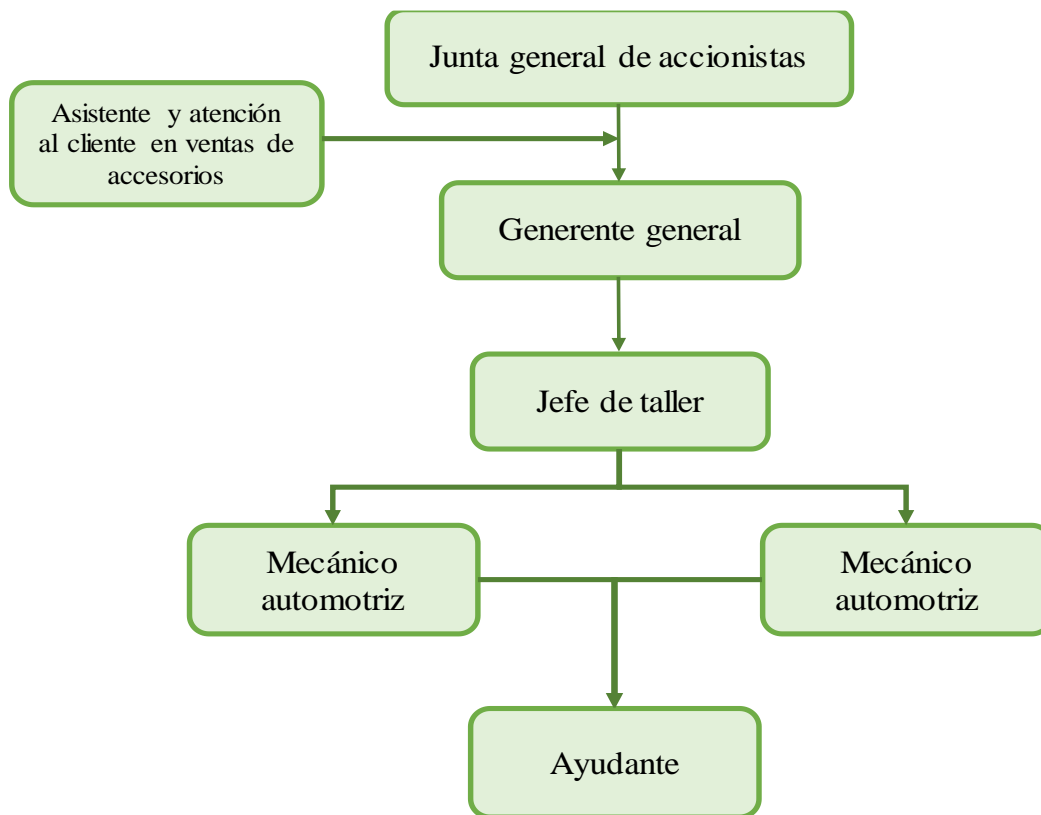 Junta general de accionistas
Asistente y atención
al cliente en ventas de
accesorios
Generente general
Jefe de taller
Mecánico
automotriz
Mecánico
automotriz
Ayudante